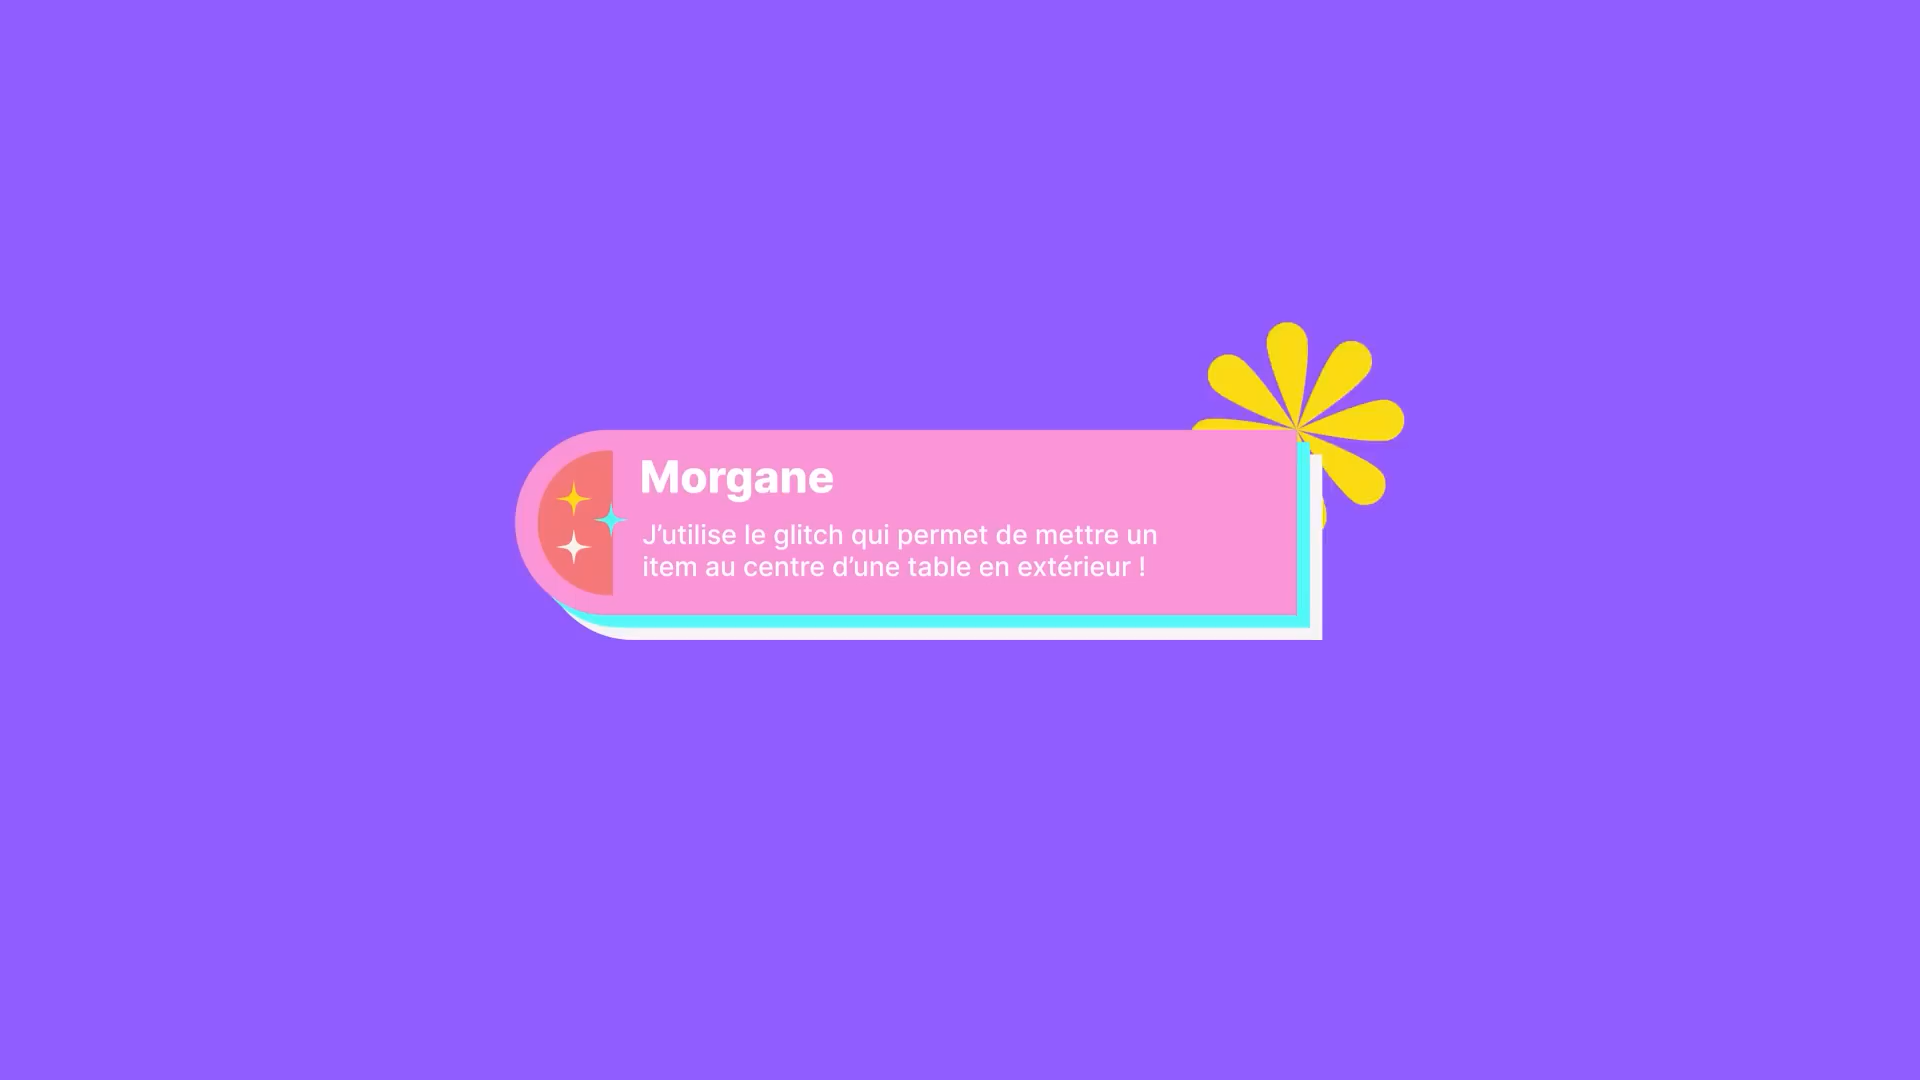 Morgane
J’utilise le glitch qui permet de mettre un
item au centre d’une table en extérieur !